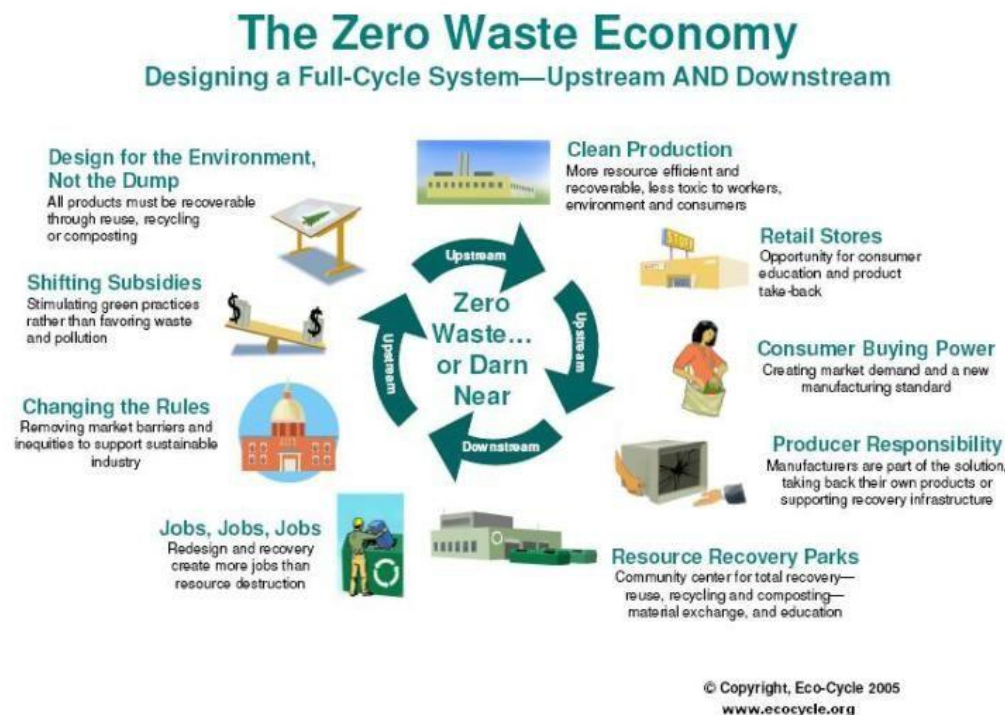 The Zero Waste Economy
Designing a Full-Cycle System—Upstream AND Downstream
Clean Production
More resource efficient and
recoverable, less toxic to workers,
environment and consumers
STORE
Retail Stores
Opportunity for consumer
education and product
take-back
Consumer Buying Power
Creating market demand and a new
manufacturing standard
Producer Responsibility
Manufacturers are part of the solution,
taking back their own products or
supporting recovery infrastructure
Resource Recovery Parks
Community center for total recovery—
reuse, recycling and composting—
material exchange, and education
Jobs, Jobs, Jobs
Redesign and recovery
create more jobs than
resource destruction
Changing the Rules
Removing market barriers and
inequities to support sustainable
industry
Shifting Subsidies
Stimulating green practices
rather than favoring waste
and pollution
$
$
Design for the Environment,
Not the Dump
All products must be recoverable
through reuse, recycling
or composting
Upstream
Upstream
Downstream
Upstream
Zero
Waste...
or Darn
Near
© Copyright, Eco-Cycle 2005
www.ecocycle.org